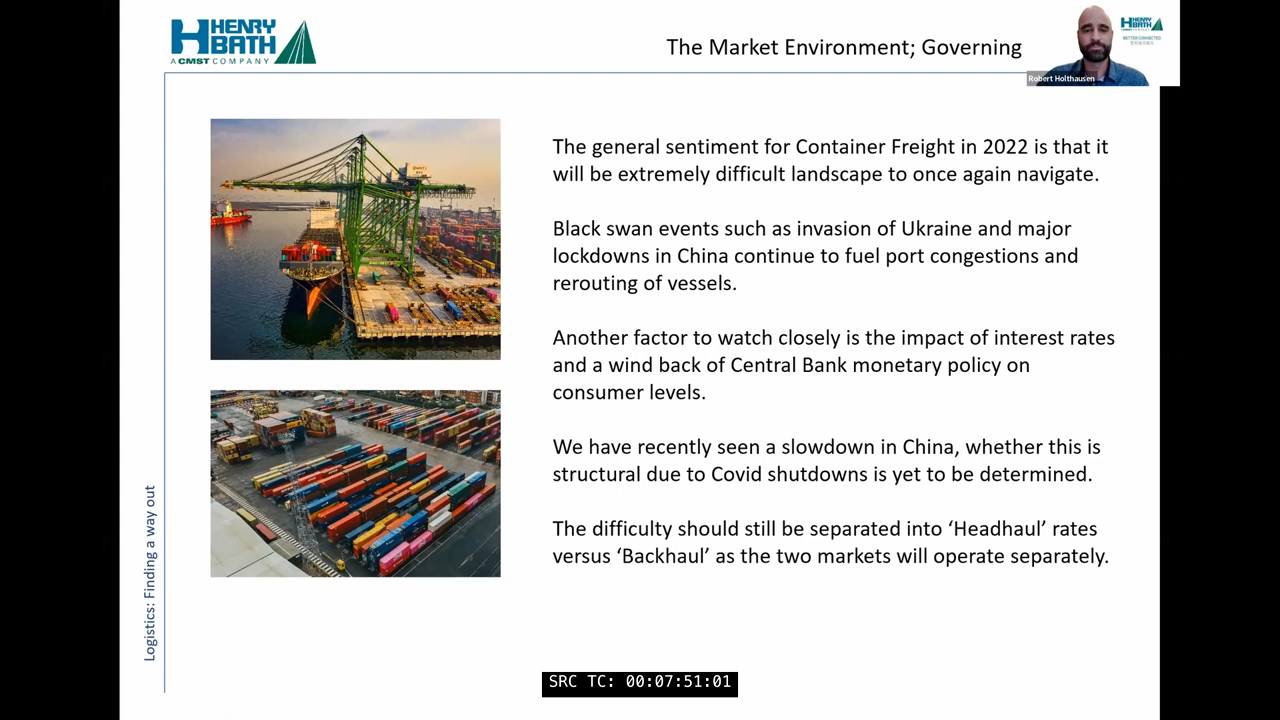 HENRY
BATH
A CMST COMPANY
The Market Environment; Governing
BETTER CONNECTED
Robert Holthausen
The general sentiment for Container Freight in 2022 is that it
will be extremely difficult landscape to once again navigate.
Black swan events such as invasion of Ukraine and major
lockdowns in China continue to fuel port congestions and
rerouting of vessels.
Another factor to watch closely is the impact of interest rates
and a wind back of Central Bank monetary policy on
consumer levels.
We have recently seen a slowdown in China, whether this is
structural due to Covid shutdowns is yet to be determined.
The difficulty should still be separated into ‘Headhaul’ rates
versus ‘Backhaul’ as the two markets will operate separately.
Logistics: Finding a way out
SRC TC: 00:07:51:01